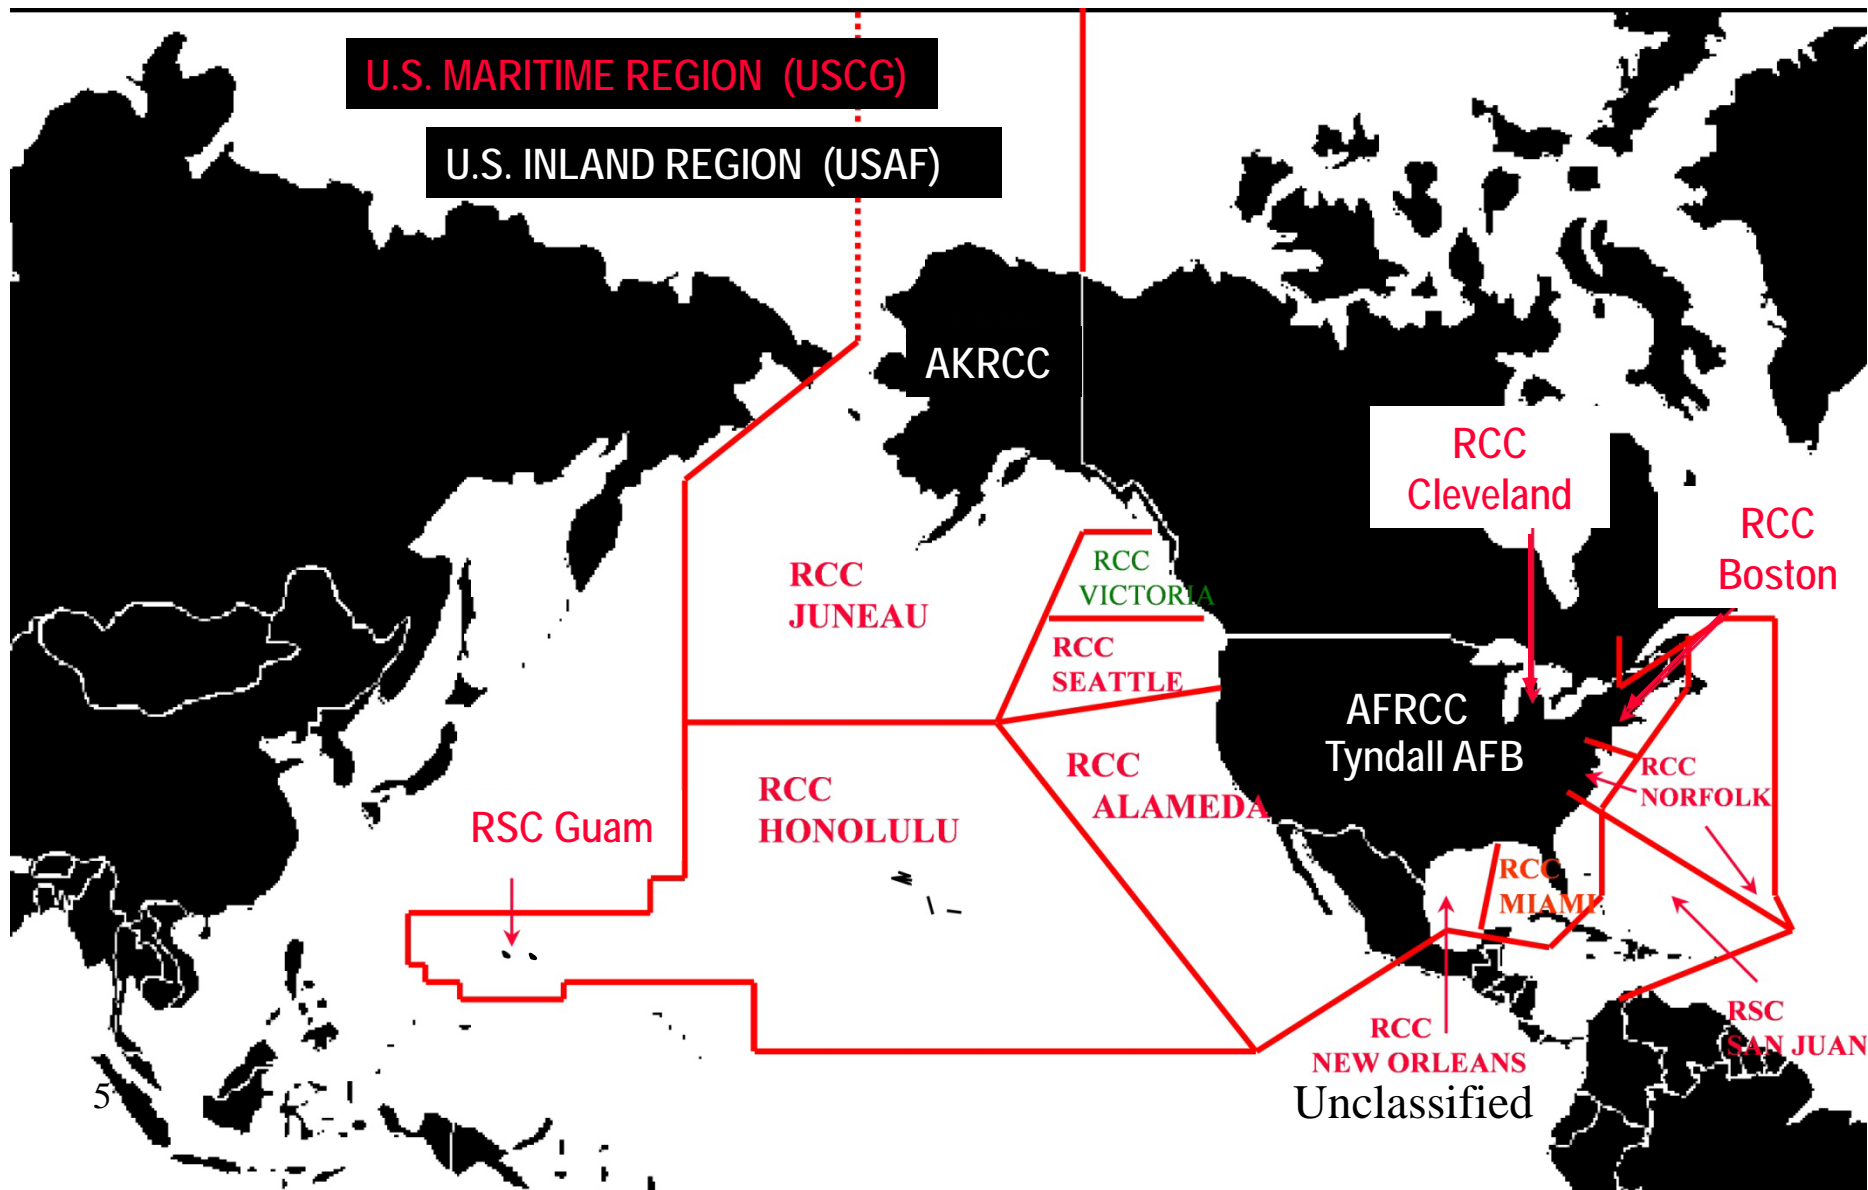 U.S. MARITIME REGION (USCG)
U.S. INLAND REGION (USAF)
AKRCC
RCC
Cleveland
RCC
Boston
RCC
VICTORIA
RCC
JUNEAU
RCC
SEATTLE
AFRCC
Tyndall AFB
RCC
ALAMEDA
RCC
NORFOLK
RCC
HONOLULU
RSC Guam
RCC
MIAMI
RCC
NEW ORLEANS
RSC
SAN JUAN
Unclassified
5